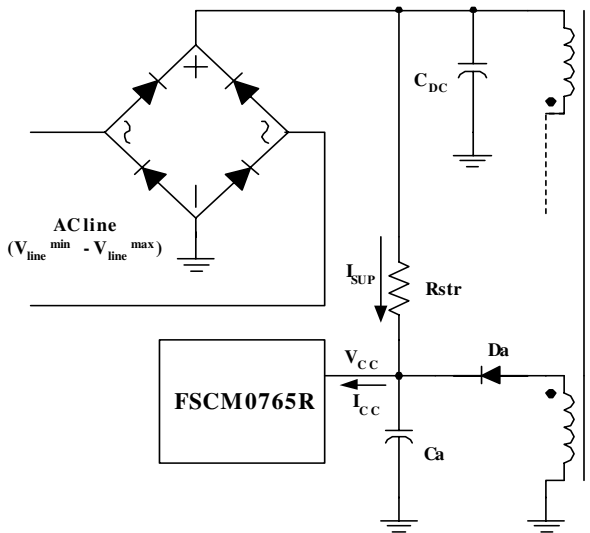 C_DC
AC line
(V_line^min - V_line^max)
I_SUP
Rstr
V_CC
Da
FSCM0765R
I_CC
Ca